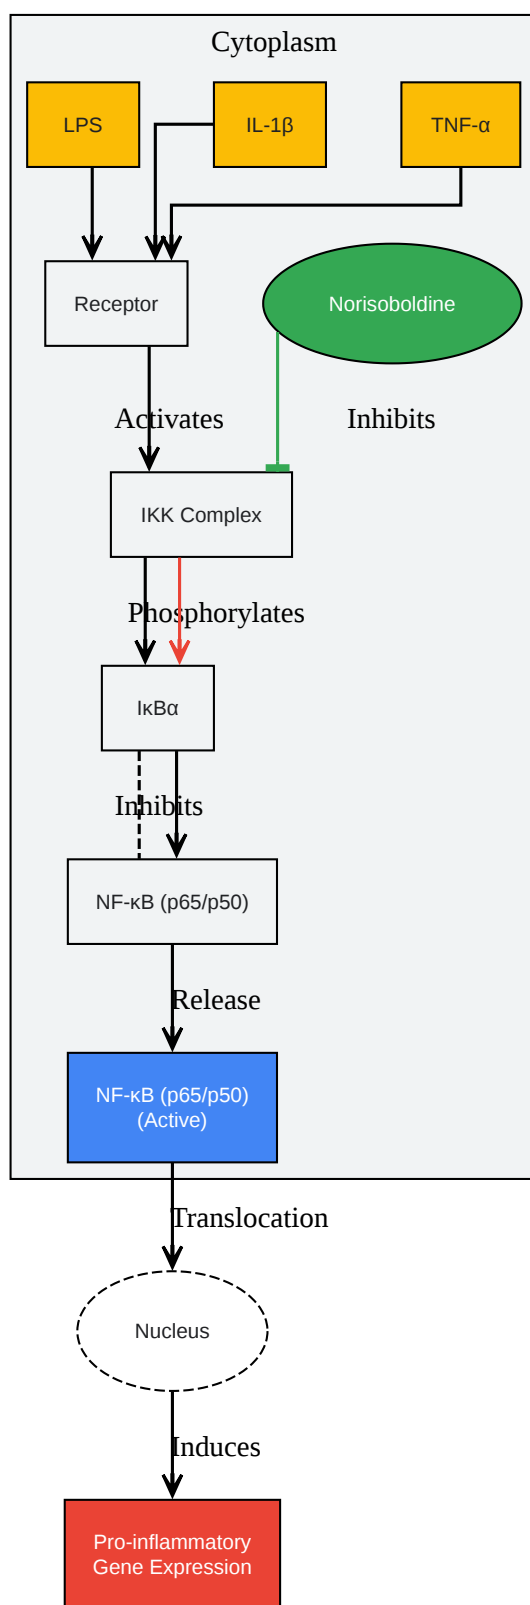 Cytoplasm
LPS
IL-1β
TNF-α
Receptor
Norisoboldine
Activates
Inhibits
IKK Complex
Phosphorylates
IκBα
Inhibits
NF-κB (p65/p50)
Release
NF-κB (p65/p50)
(Active)
Translocation
Nucleus
Induces
Pro-inflammatory
Gene Expression